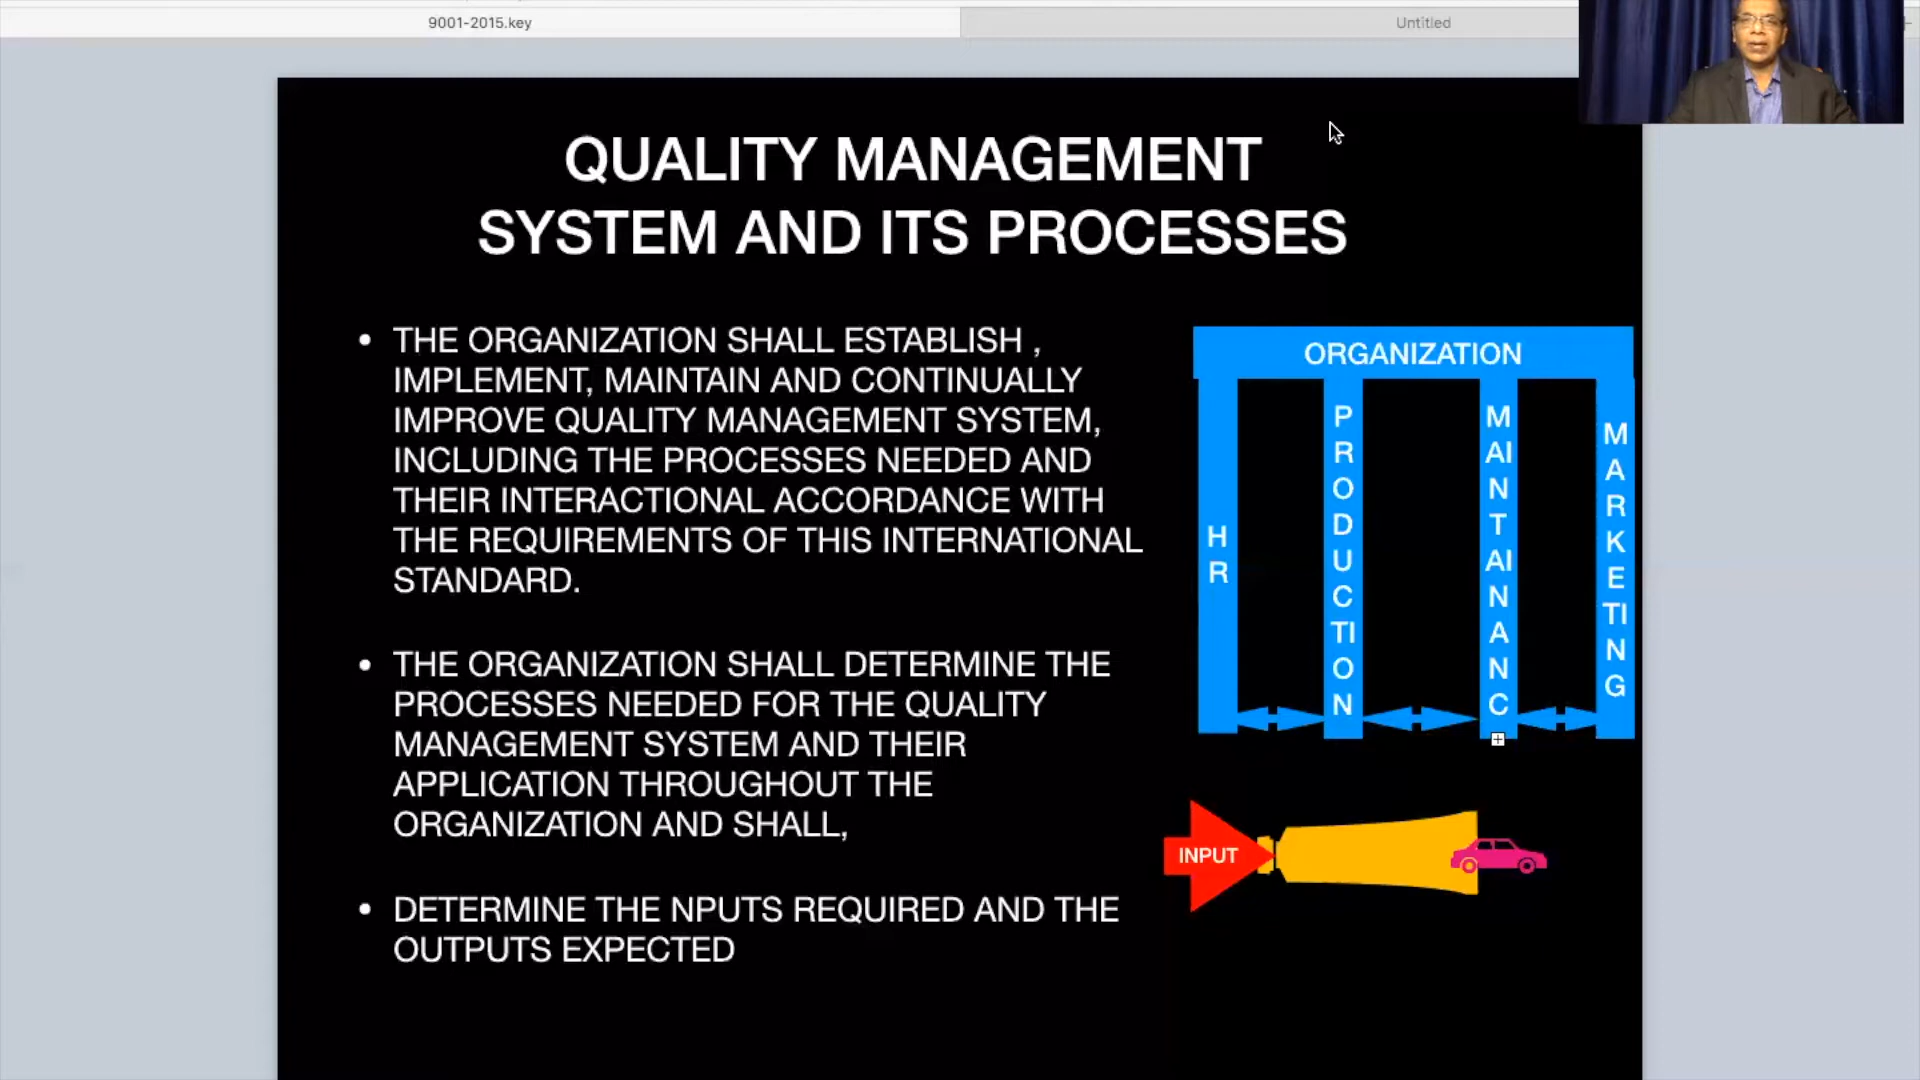 9001-2015.key
Untitled
QUALITY MANAGEMENT
SYSTEM AND ITS PROCESSES
• THE ORGANIZATION SHALL ESTABLISH ,
IMPLEMENT, MAINTAIN AND CONTINUALLY
IMPROVE QUALITY MANAGEMENT SYSTEM,
INCLUDING THE PROCESSES NEEDED AND
THEIR INTERACTIONAL ACCORDANCE WITH
THE REQUIREMENTS OF THIS INTERNATIONAL
STANDARD.
• THE ORGANIZATION SHALL DETERMINE THE
PROCESSES NEEDED FOR THE QUALITY
MANAGEMENT SYSTEM AND THEIR
APPLICATION THROUGHOUT THE
ORGANIZATION AND SHALL,
• DETERMINE THE NPUTS REQUIRED AND THE
OUTPUTS EXPECTED
ORGANIZATION
HR
PRODUCTION
MAINTAINANC
MARKETING
INPUT